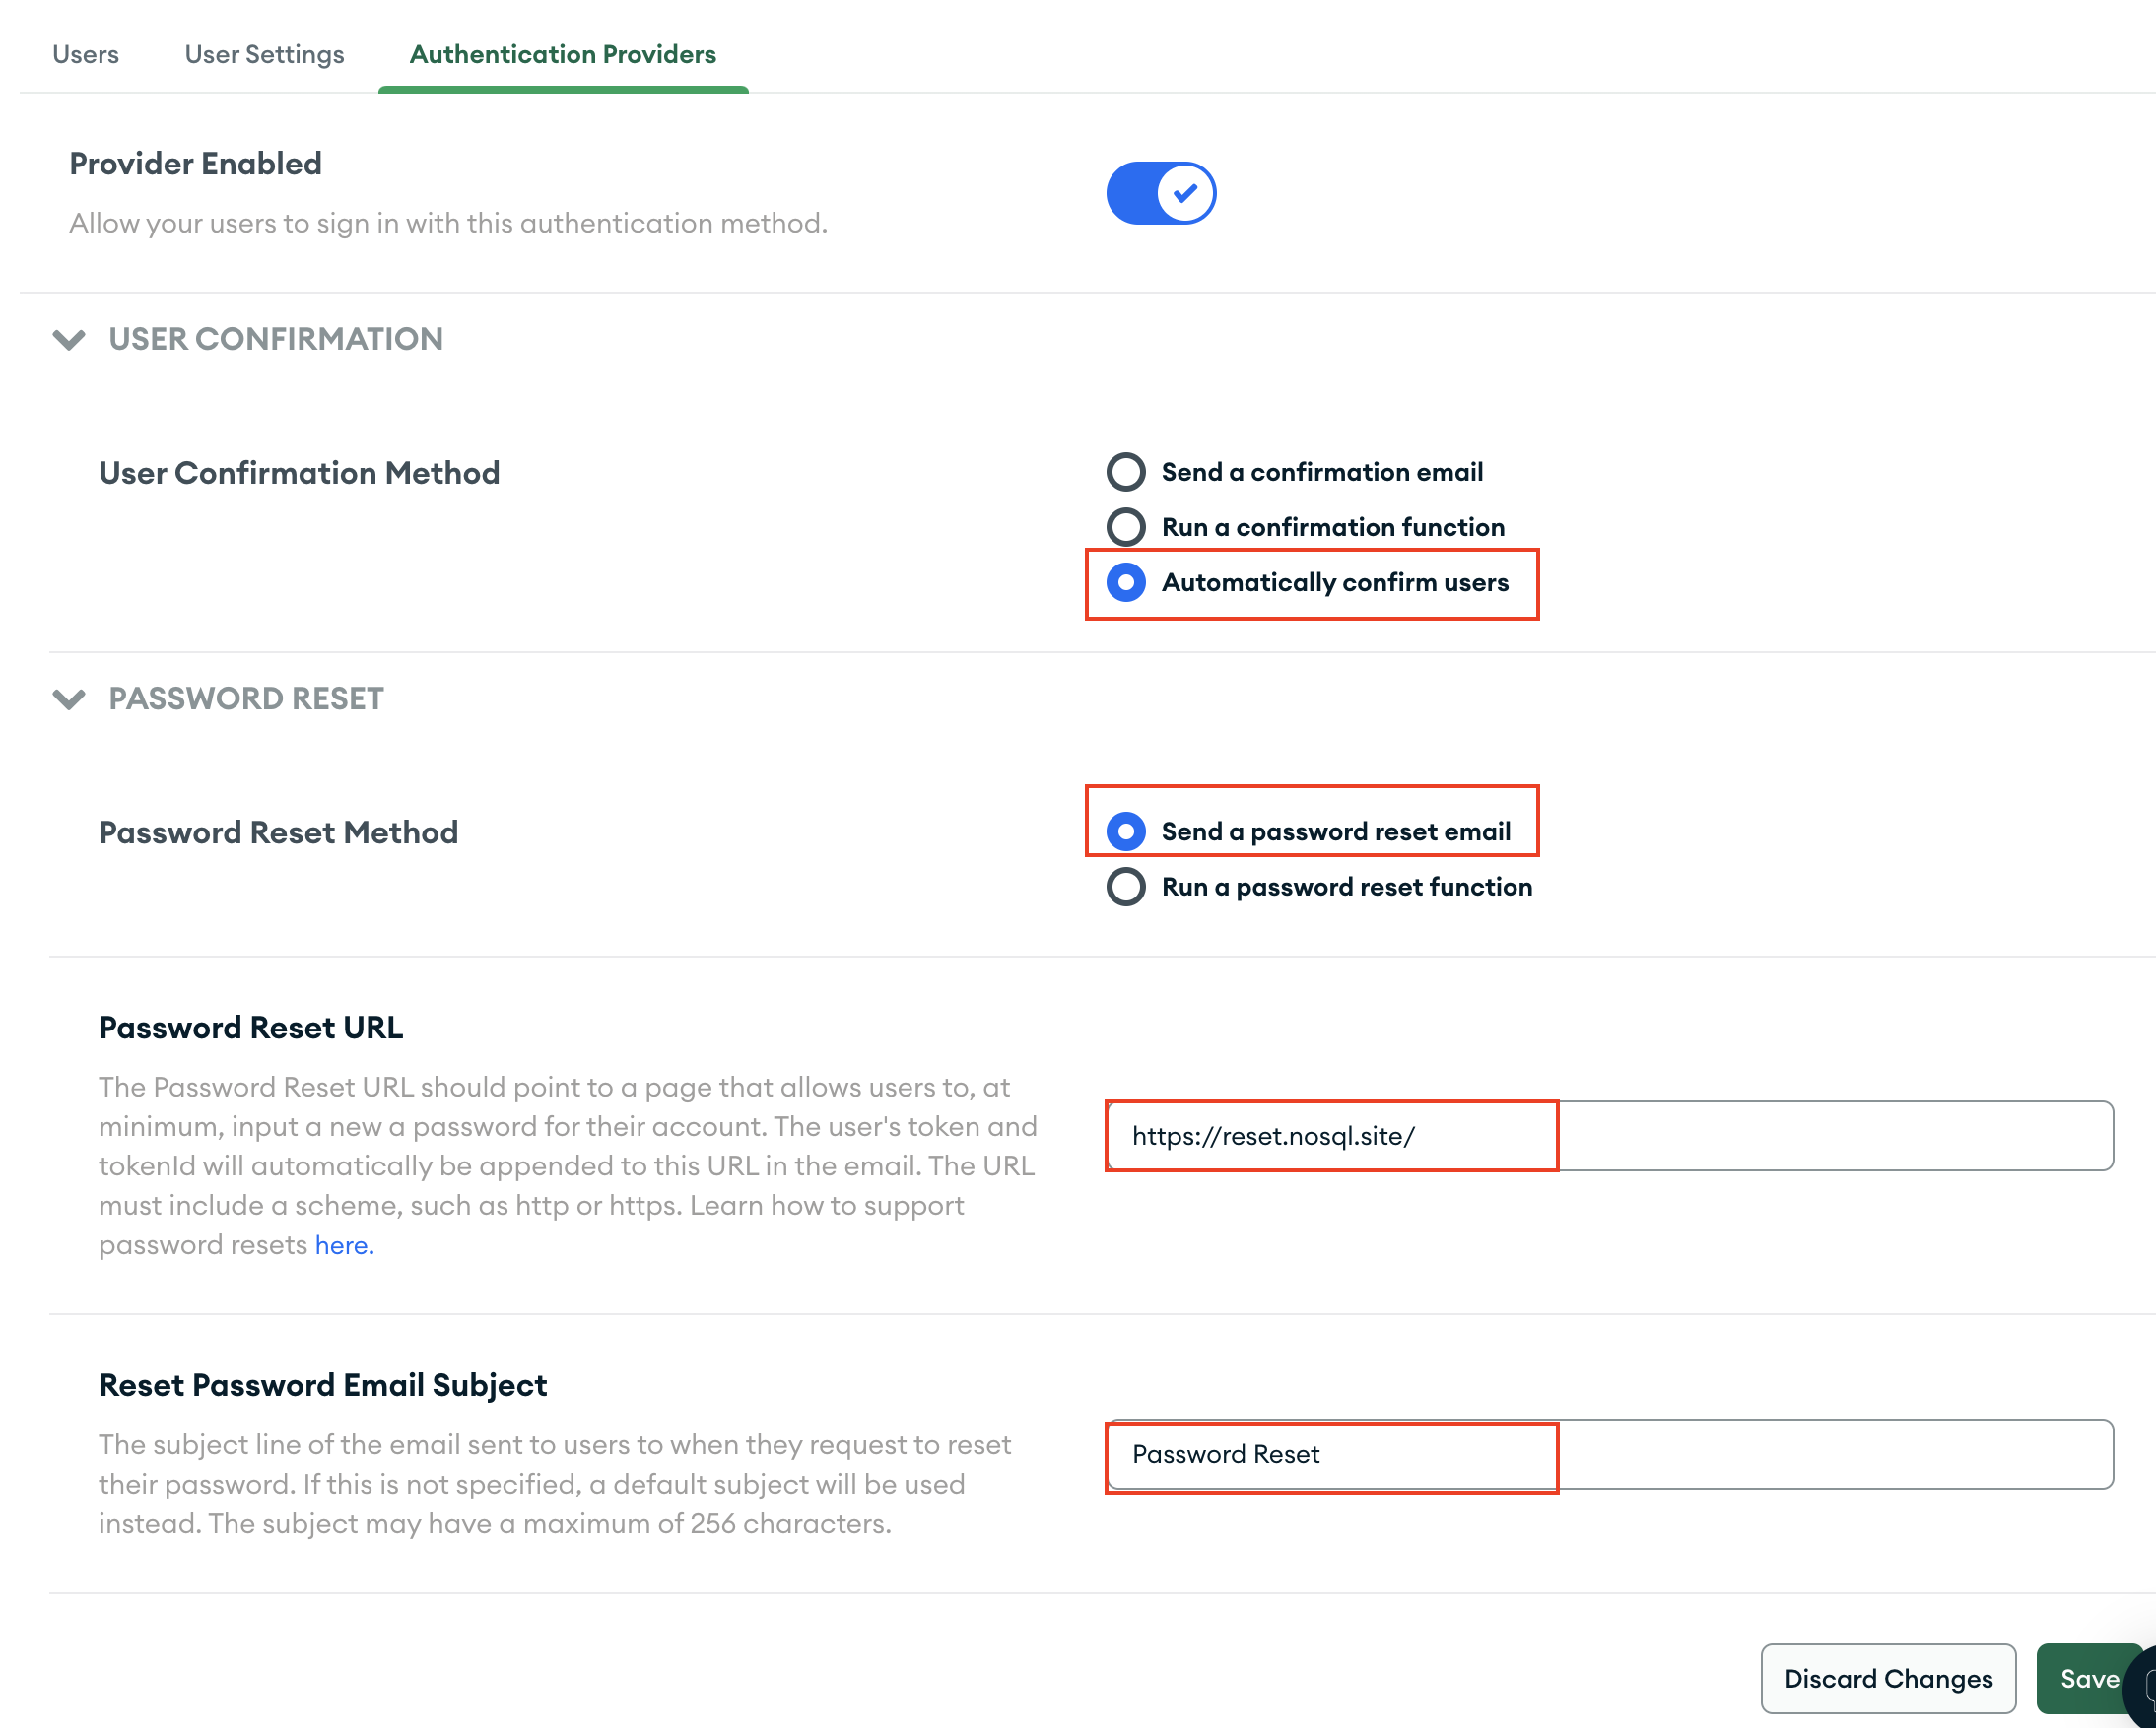 Users User Settings Authentication Providers
Provider Enabled
Allow your users to sign in with this authentication method.
USER CONFIRMATION
User Confirmation Method
Send a confirmation email
Run a confirmation function
Automatically confirm users
PASSWORD RESET
Password Reset Method
Send a password reset email
Run a password reset function
Password Reset URL
The Password Reset URL should point to a page that allows users to, at
minimum, input a new a password for their account. The user's token and
tokenId will automatically be appended to this URL in the email. The URL
must include a scheme, such as http or https. Learn how to support
password resets here.
https://reset.nosql.site/
Reset Password Email Subject
The subject line of the email sent to users to when they request to reset
their password. If this is not specified, a default subject will be used
instead. The subject may have a maximum of 256 characters.
Password Reset
Discard Changes Save